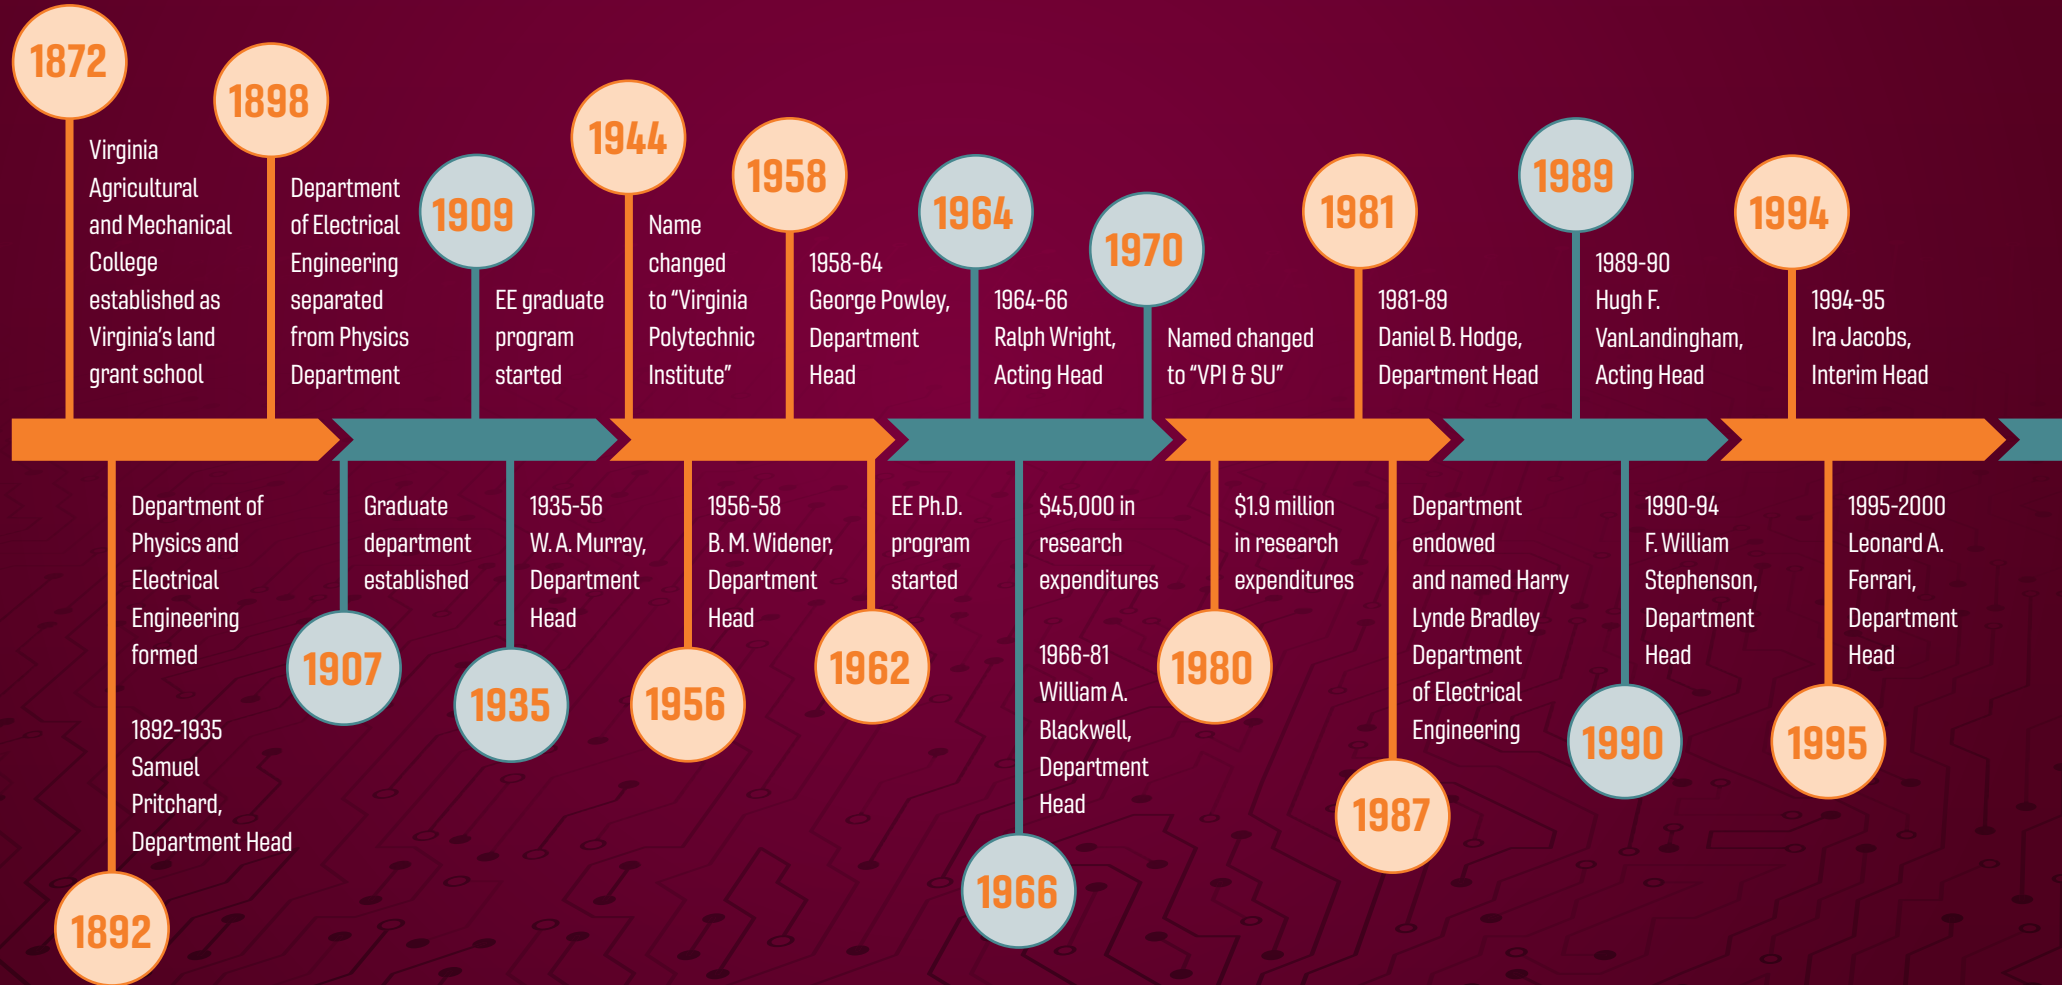 1872
Virginia
Agricultural
and Mechanical
College
established as
Virginia's land
grant school
1898
Department
of Electrical
Engineering
separated
from Physics
Department
1909
EE graduate
program
started
1944
Name
changed
to “Virginia
Polytechnic
Institute”
1958
1958-64
George Powley,
Department
Head
1964
1964-66
Ralph Wright,
Acting Head
1970
Named changed
to “VPI & SU”
1981
1981-89
Daniel B. Hodge,
Department Head
1989
1989-90
Hugh F.
VanLandingham,
Acting Head
1994
1994-95
Ira Jacobs,
Interim Head
Department of
Physics and
Electrical
Engineering
formed
1892-1935
Samuel
Pritchard,
Department Head
1892
Graduate
department
established
1907
1935-56
W. A. Murray,
Department
Head
1935
1956-58
B. M. Widener,
Department
Head
1956
EE Ph.D.
program
started
1962
$45,000 in
research
expenditures
1966-81
William A.
Blackwell,
Department
Head
1966
$1.9 million
in research
expenditures
1980
Department
endowed
and named Harry
Lynde Bradley
Department
of Electrical
Engineering
1987
1990-94
F. William
Stephenson,
Department
Head
1990
1995-2000
Leonard A.
Ferrari,
Department
Head
1995